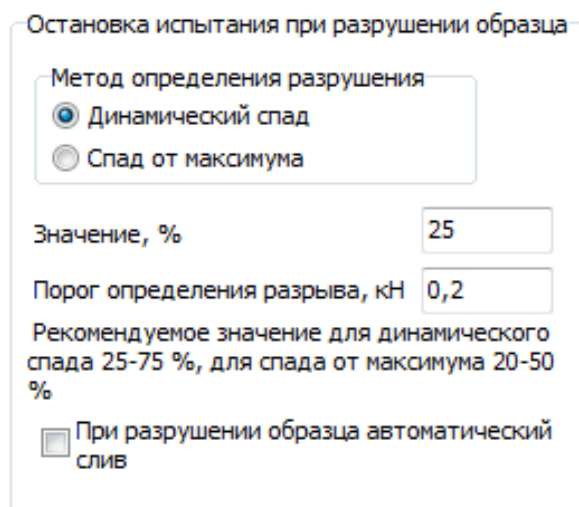 Остановка испытания при разрушении образца
Метод определения разрушения
Динамический спад
Спад от максимума
Значение, % 25
Порог определения разрыва, кН 0,2
Рекомендуемое значение для динамического
спада 25-75 %, для спада от максимума 20-50
%
При разрушении образца автоматический
слив